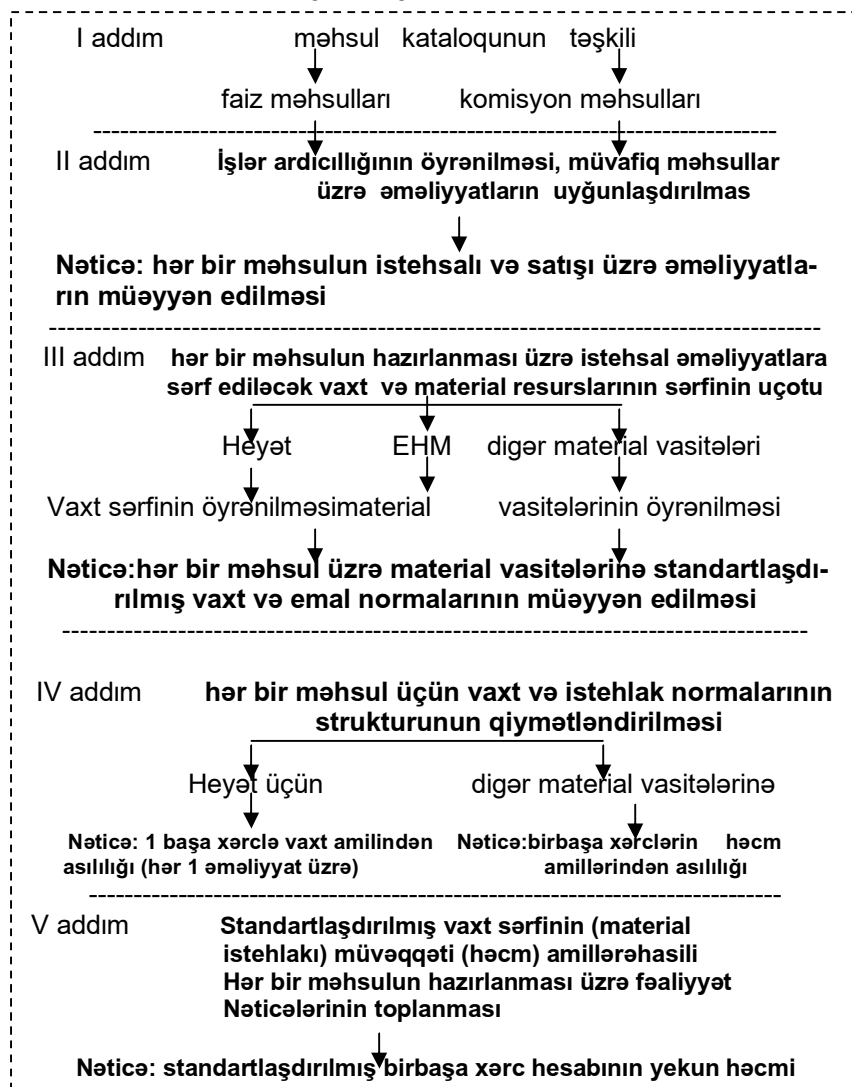 I addım məhsul kataloqunun təşkili
faiz məhsulları komisyon məhsulları
II addım İşlər ardıcıllığının öyrənilməsi, müvafiq məhsullar
üzrə əməliyyatların uyğunlaşdırılmas
Nəticə: hər bir məhsulun istehsalı və satışı üzrə əməliyyatla-
rın müəyyən edilməsi
III addım hər bir məhsulun hazırlanması üzrə istehsal əməliyyatlara
sərf ediləcək vaxt və material resurslarının sərfinin uçotu
Heyət EHM digər material vasitələri
Vaxt sərfinin öyrənilməsimaterial vasitələrinin öyrənilməsi
Nəticə:hər bir məhsul üzrə material vasitələrinə standartlaşdı-
rılmış vaxt və emal normalarının müəyyən edilməsi
IV addım hər bir məhsul üçün vaxt və istehlak normalarının
strukturunun qiymətləndirilməsi
Heyət üçün digər material vasitələrinə
Nəticə: 1 başa xərclə vaxt amilindən Nəticə:birbaşa xərclərin həcm
asılılığı (hər 1 əməliyyat üzrə) amillərindən asılılığı
V addım Standartlaşdırılmış vaxt sərfinin (material
istehlakı) müvəqqəti (həcm) amillərəhasili
Hər bir məhsulun hazırlanması üzrə fəaliyyət
Nəticələrinin toplanması
Nəticə: standartlaşdırılmış birbaşa xərc hesabının yekun həcmi